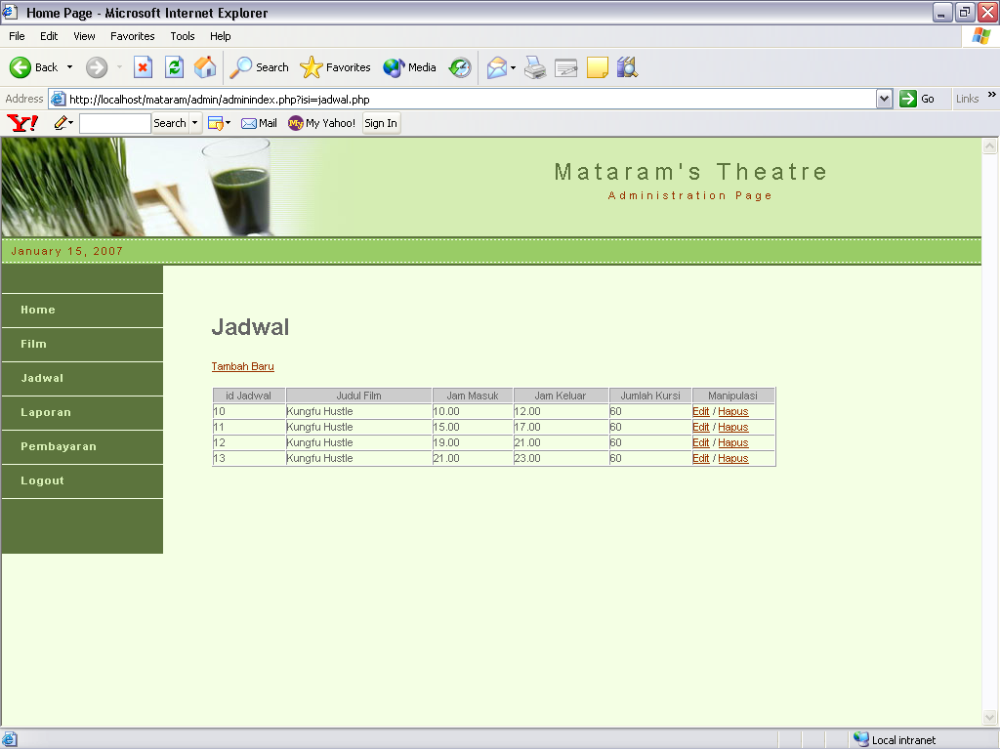 Home Page - Microsoft Internet Explorer
File Edit View Favorites Tools Help
Back Search Favorites Media
Address http://localhost/mataram/admin/adminindex.php?isi=jadwal.php Go Links »
Y! Search Mail My My Yahoo! Sign In
Mataram's Theatre
Administration Page
January 15, 2007
Home
Film
Jadwal
Laporan
Pembayaran
Logout
Jadwal
Tambah Baru
id Jadwal Judul Film Jam Masuk Jam Keluar Jumlah Kursi Manipulasi
10 Kungfu Hustle 10.00 12.00 60 Edit / Hapus
11 Kungfu Hustle 15.00 17.00 60 Edit / Hapus
12 Kungfu Hustle 19.00 21.00 60 Edit / Hapus
13 Kungfu Hustle 21.00 23.00 60 Edit / Hapus
Local intranet